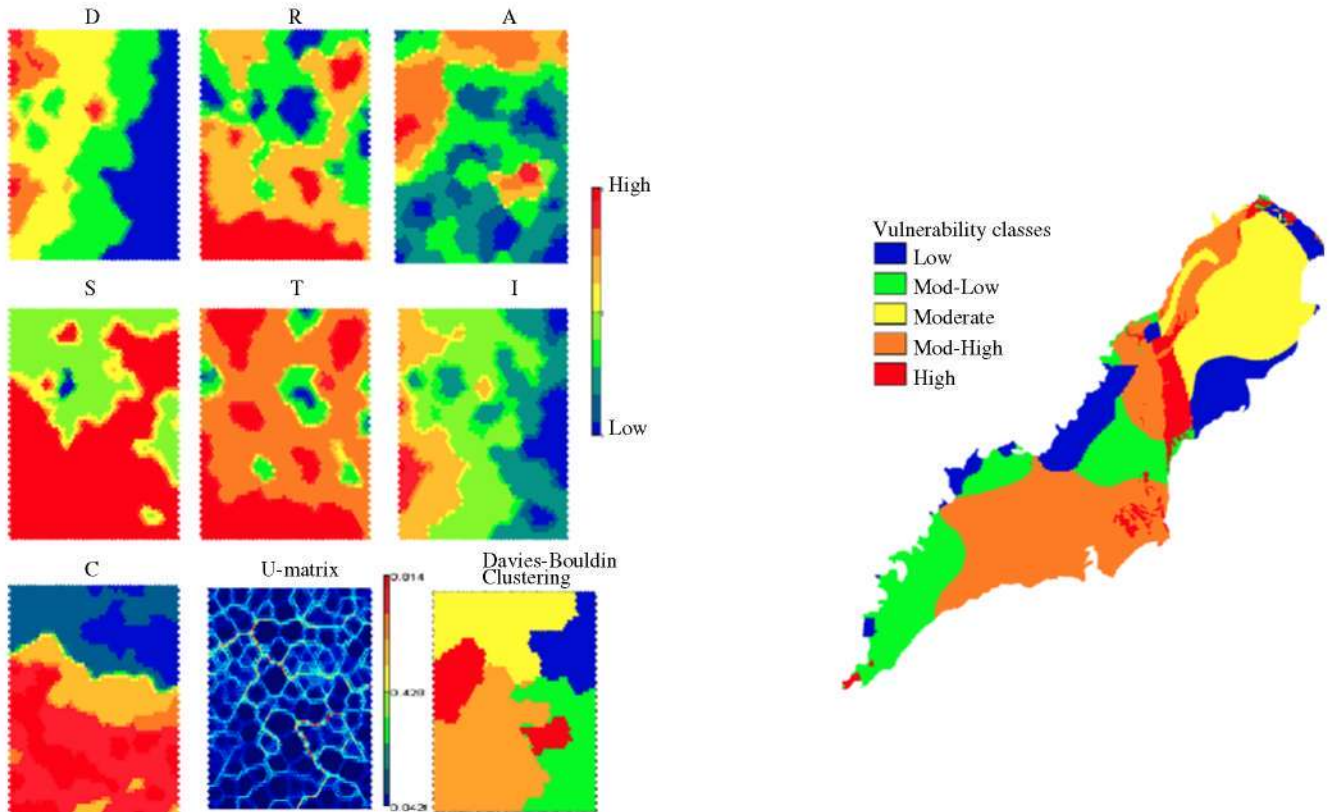 D R A
High
S T I
Low
C U-matrix Davies-Bouldin
Clustering
Vulnerability classes
Low
Mod-Low
Moderate
Mod-High
High